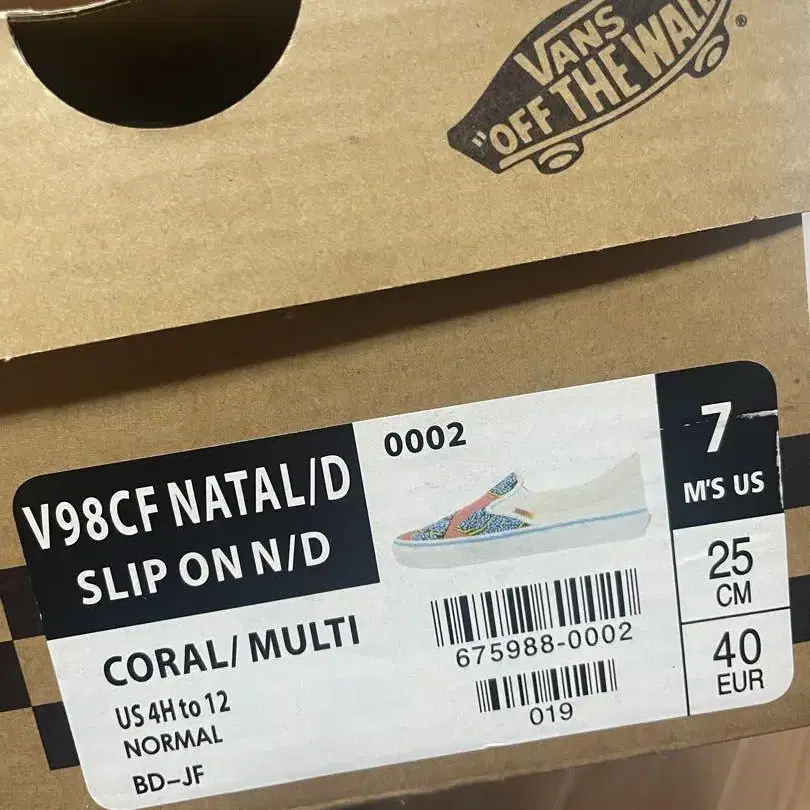 VANS
"OFF THE WALL
®
V98CF NATAL/D
SLIP ON N/D
0002
7
M'S US
CORAL/ MULTI
US 4H to 12
NORMAL
BD-JF
675988-0002
019
25
CM
40
EUR